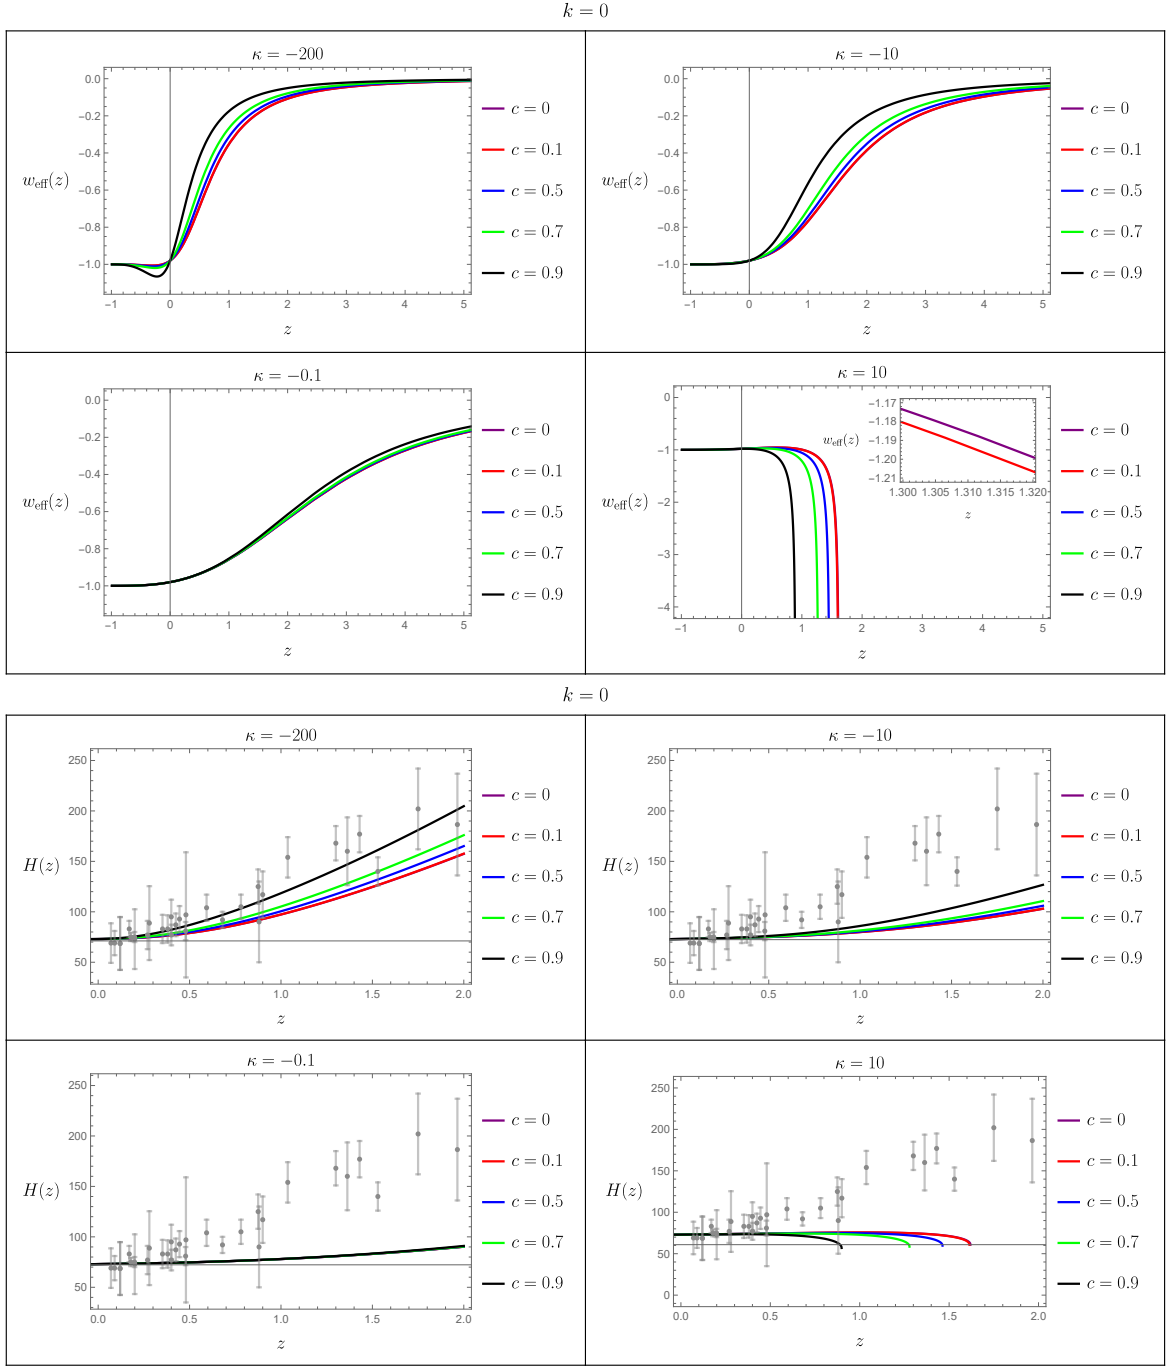 k = 0
κ = −200
0.0
−0.2
−0.4
−0.6
−0.8
−1.0
w_eff(z)
−1 0 1 2 3 4 5
z
c = 0
c = 0.1
c = 0.5
c = 0.7
c = 0.9
κ = −10
0.0
−0.2
−0.4
−0.6
−0.8
−1.0
w_eff(z)
−1 0 1 2 3 4 5
z
c = 0
c = 0.1
c = 0.5
c = 0.7
c = 0.9
κ = −0.1
0.0
−0.2
−0.4
−0.6
−0.8
−1.0
w_eff(z)
−1 0 1 2 3 4 5
z
c = 0
c = 0.1
c = 0.5
c = 0.7
c = 0.9
κ = 10
0
−1
−2
−3
−4
w_eff(z)
−1 0 1 2 3 4 5
z
w_eff(z)
−1.17
−1.18
−1.19
−1.20
−1.21
1.300 1.305 1.310 1.315 1.320
z
c = 0
c = 0.1
c = 0.5
c = 0.7
c = 0.9
k = 0
κ = −200
250
200
150
100
50
H(z)
0.0 0.5 1.0 1.5 2.0
z
c = 0
c = 0.1
c = 0.5
c = 0.7
c = 0.9
κ = −10
250
200
150
100
50
H(z)
0.0 0.5 1.0 1.5 2.0
z
c = 0
c = 0.1
c = 0.5
c = 0.7
c = 0.9
κ = −0.1
250
200
150
100
50
H(z)
0.0 0.5 1.0 1.5 2.0
z
c = 0
c = 0.1
c = 0.5
c = 0.7
c = 0.9
κ = 10
250
200
150
100
50
0
H(z)
0.0 0.5 1.0 1.5 2.0
z
c = 0
c = 0.1
c = 0.5
c = 0.7
c = 0.9